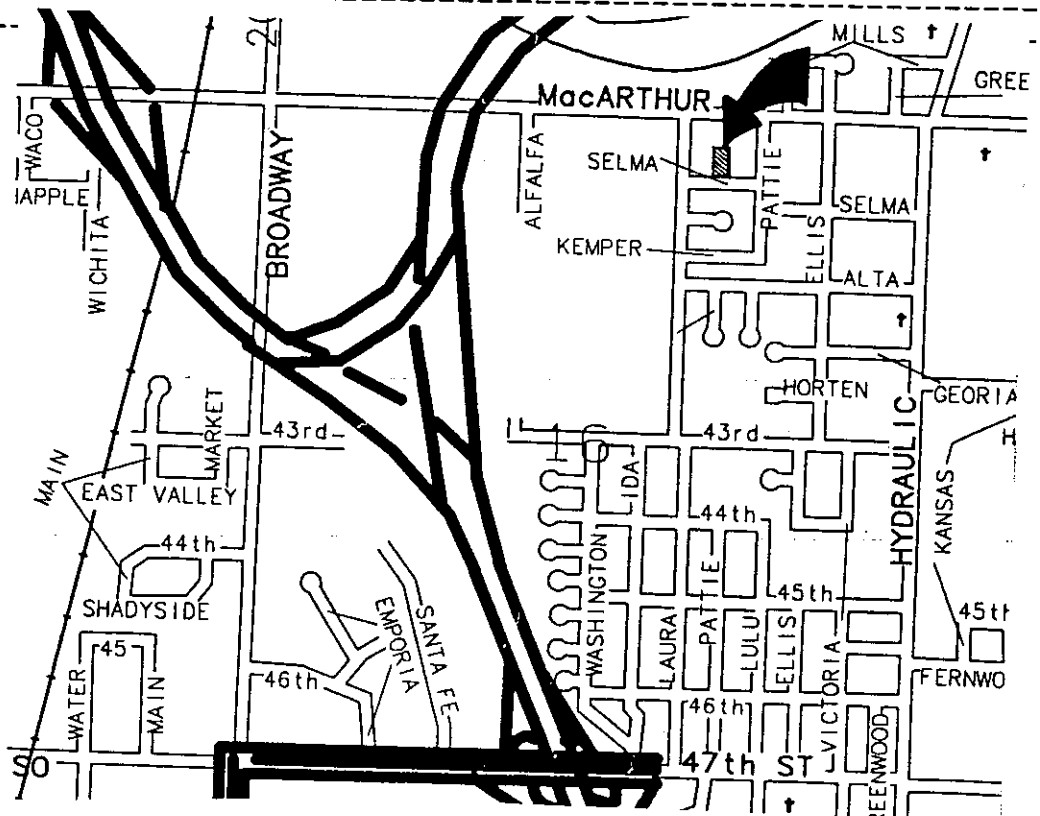 MILLS
GREE
MacARTHUR
WACO
BROADWAY
ALFALFA
SELMA
PATTIE
IAPPLE
SELMA
WICHITA
KEMPER
ELLIS
ALTA
HORTEN
GEORIA
MARKET
43rd
16
43rd
HYDRAULIC
H
MAIN
IDA
KANSAS
EAST VALLEY
44th
44th
WASHINGTON
PATTIE
SHADYSIDE
EMPORIA
SANTA FE
45th
45th
45
LAURA
LULU
ELLIS
VICTORIA
FERNWO
WATER
MAIN
46th
46th
GREENWOOD
SO
47th ST